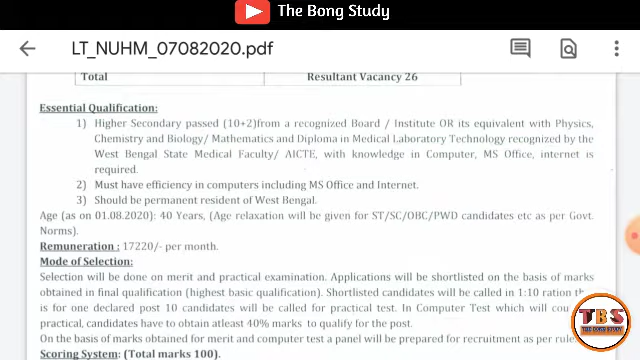 The Bong Study
LT_NUHM_07082020.pdf
Total Resultant Vacancy 26
Essential Qualification:
1) Higher Secondary passed (10+2)from a recognized Board / Institute OR its equivalent with Physics,
Chemistry and Biology/ Mathematics and Diploma in Medical Laboratory Technology recognized by the
West Bengal State Medical Faculty/ AICTE, with knowledge in Computer, MS Office, internet is
required.
2) Must have efficiency in computers including MS Office and Internet.
3) Should be permanent resident of West Bengal.
Age (as on 01.08.2020): 40 Years, (Age relaxation will be given for ST/SC/OBC/PWD candidates etc as per Govt.
Norms).
Remuneration: 17220/- per month.
Mode of Selection:
Selection will be done on merit and practical examination. Applications will be shortlisted on the basis of marks
obtained in final qualification (highest basic qualification). Shortlisted candidates will be called in 1:10 ration
is for one declared post 10 candidates will be called for practical test. In Computer Test which will
practical, candidates have to obtain atleast 40% marks to qualify for the post.
On the basis of marks obtained for merit and computer test a panel will be prepared for recruitment as per
Scoring System: (Total marks 100).
TBS